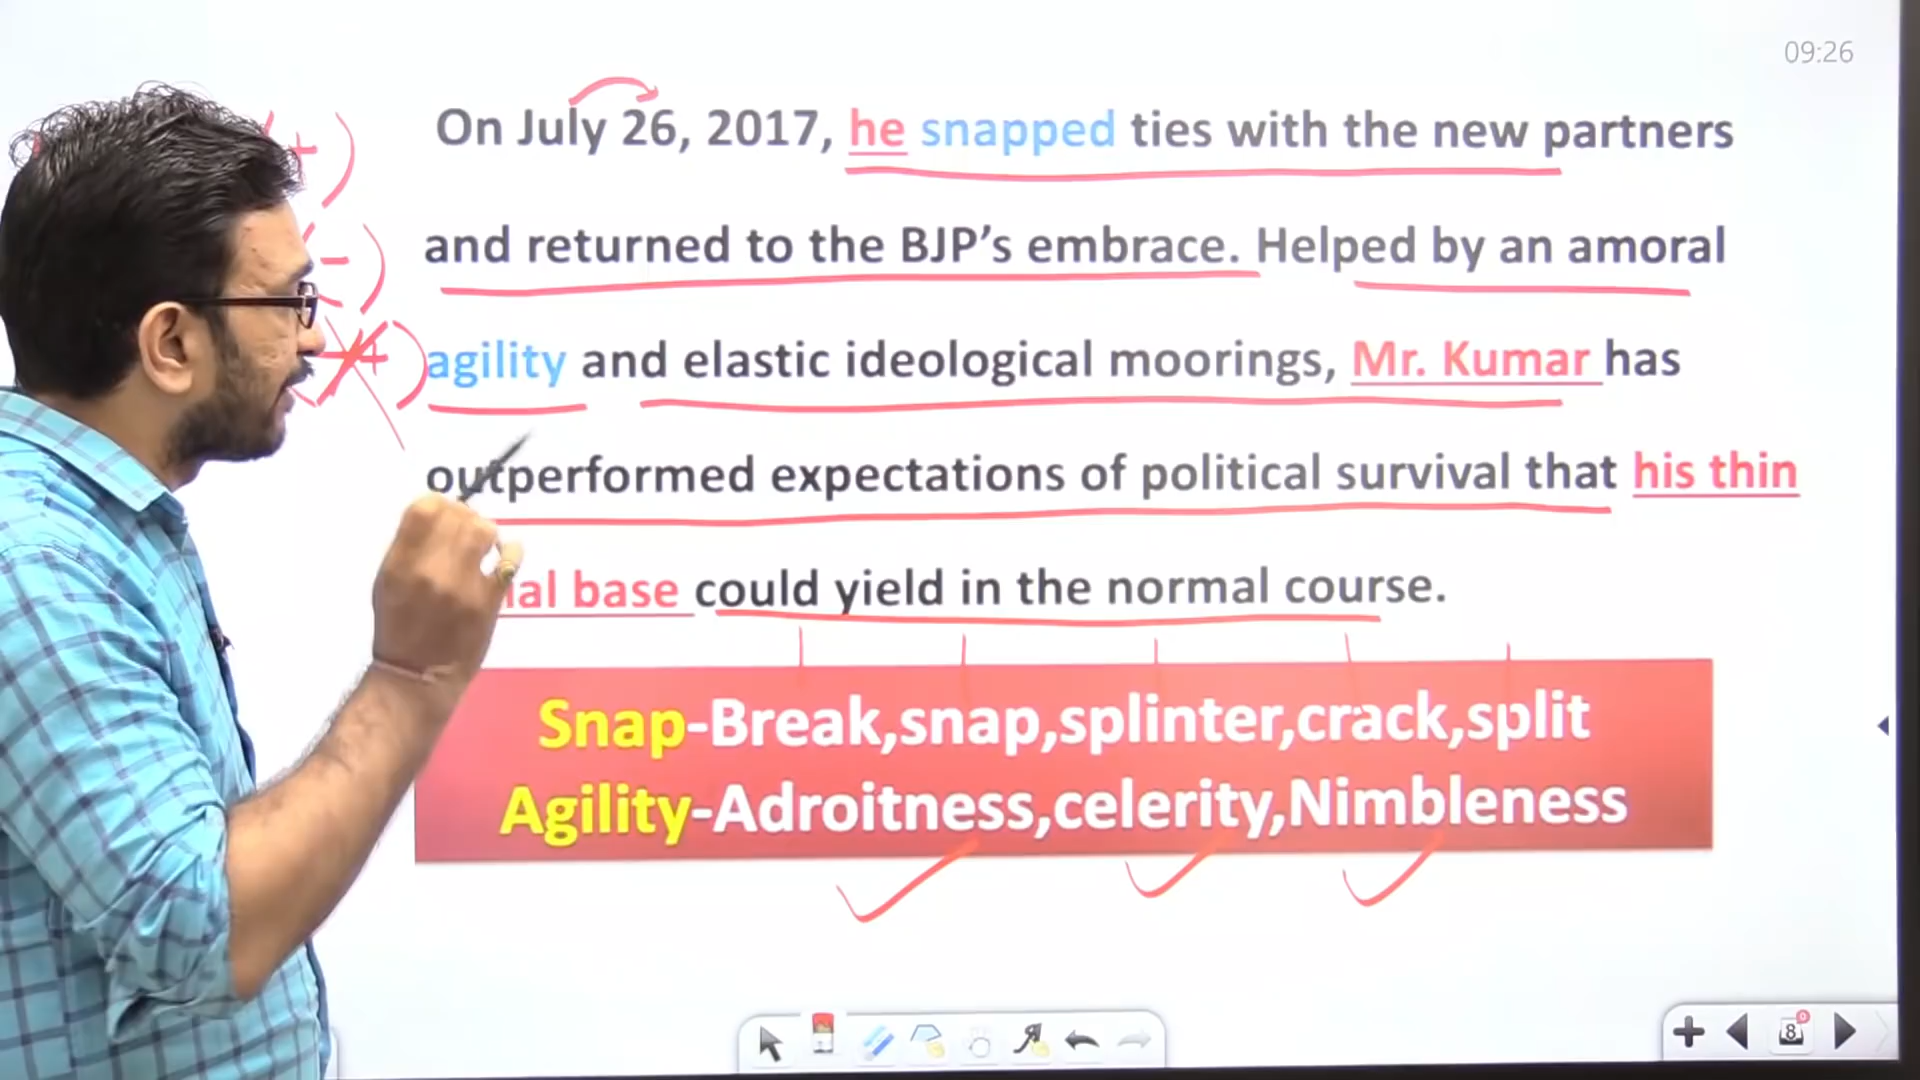 09:26
On July 26, 2017, he snapped ties with the new partners
and returned to the BJP's embrace. Helped by an amoral
agility and elastic ideological moorings, Mr. Kumar has
outperformed expectations of political survival that his thin
base could yield in the normal course.
Snap-Break,snap,splinter,crack,split
Agility-Adroitness,celerity,Nimbleness
8
0